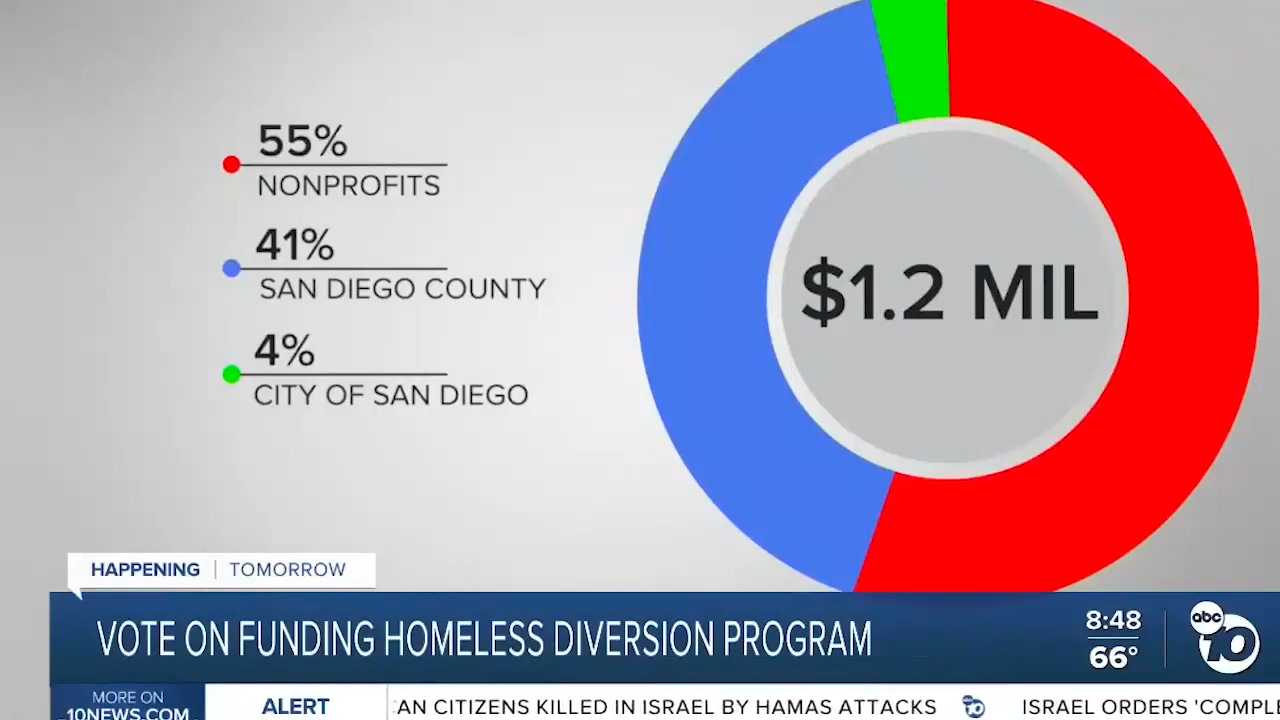 55%
NONPROFITS
41%
SAN DIEGO COUNTY
4%
CITY OF SAN DIEGO
$1.2 MIL
HAPPENING | TOMORROW
VOTE ON FUNDING HOMELESS DIVERSION PROGRAM
8:48
66°
abc
10
MORE ON
10NEWS.COM
ALERT
CITIZENS KILLED IN ISRAEL BY HAMAS ATTACKS
10
ISRAEL ORDERS